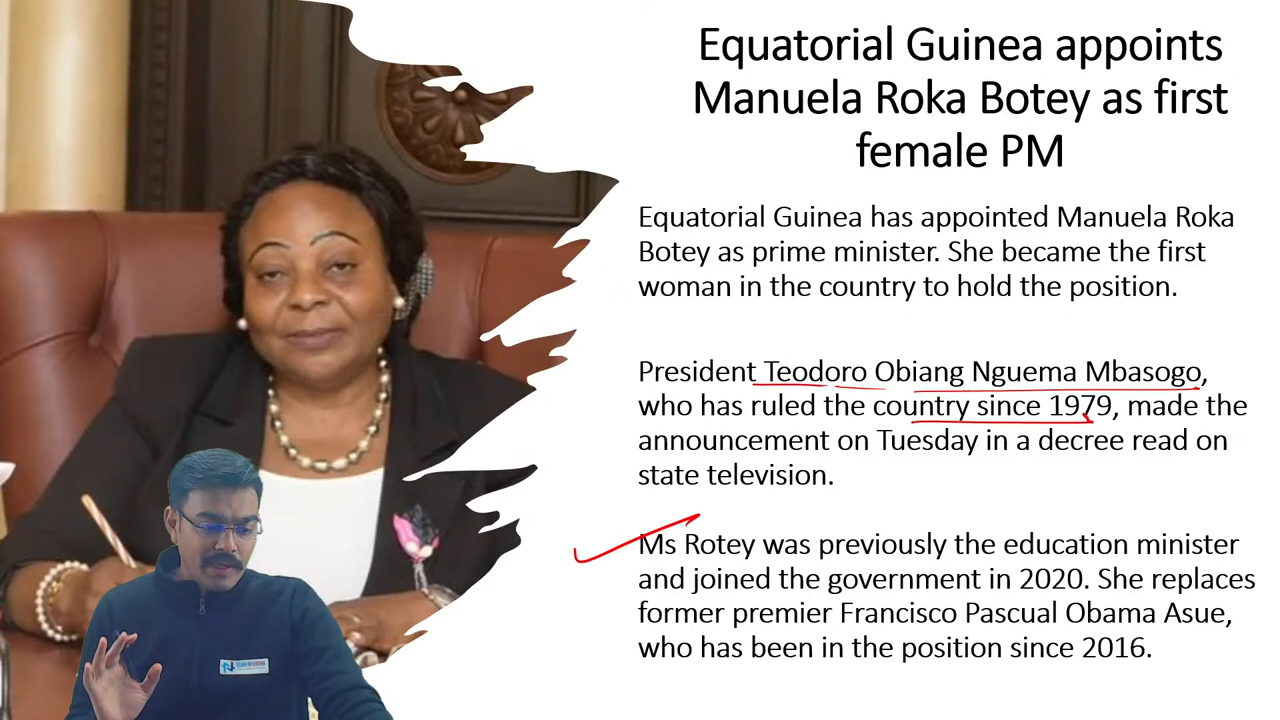 Equatorial Guinea appoints
Manuela Roka Botey as first
female PM
Equatorial Guinea has appointed Manuela Roka
Botey as prime minister. She became the first
woman in the country to hold the position.
President Teodoro Obiang Nguema Mbasogo,
who has ruled the country since 1979, made the
announcement on Tuesday in a decree read on
state television.
Ms Rotey was previously the education minister
and joined the government in 2020. She replaces
former premier Francisco Pascual Obama Asue,
who has been in the position since 2016.